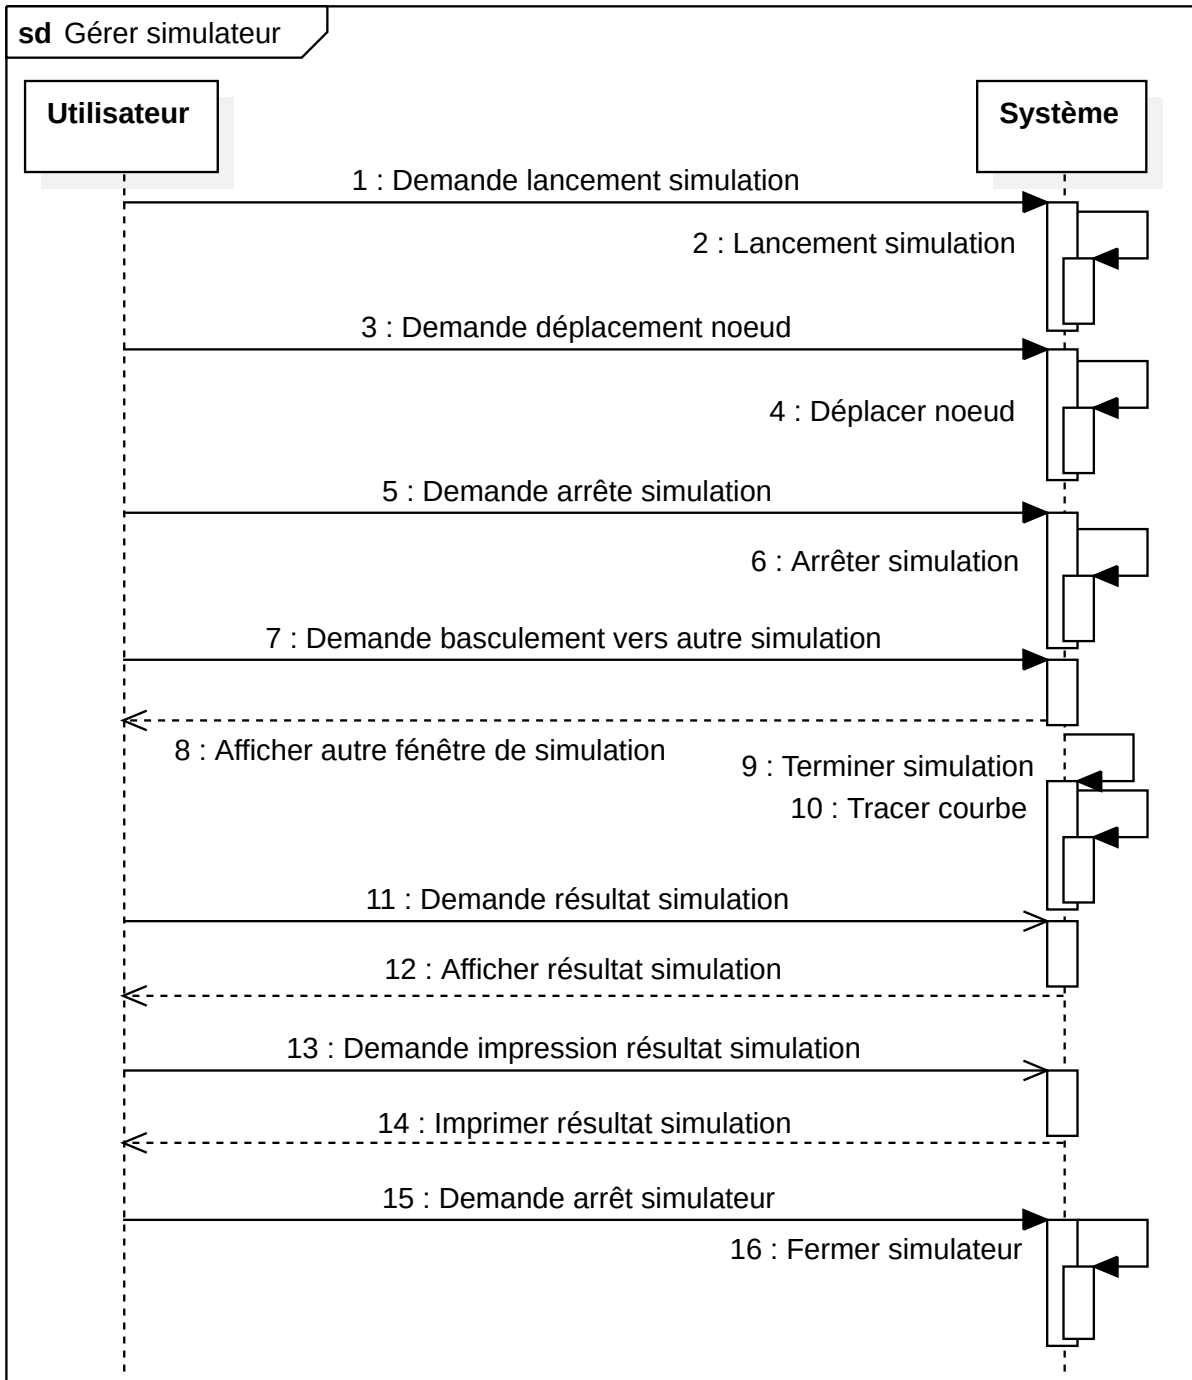 sd Gérer simulateur
Utilisateur
Système
1 : Demande lancement simulation
2 : Lancement simulation
3 : Demande déplacement noeud
4 : Déplacer noeud
5 : Demande arrête simulation
6 : Arrêter simulation
7 : Demande basculement vers autre simulation
8 : Afficher autre fénêtre de simulation
9 : Terminer simulation
10 : Tracer courbe
11 : Demande résultat simulation
12 : Afficher résultat simulation
13 : Demande impression résultat simulation
14 : Imprimer résultat simulation
15 : Demande arrêt simulateur
16 : Fermer simulateur